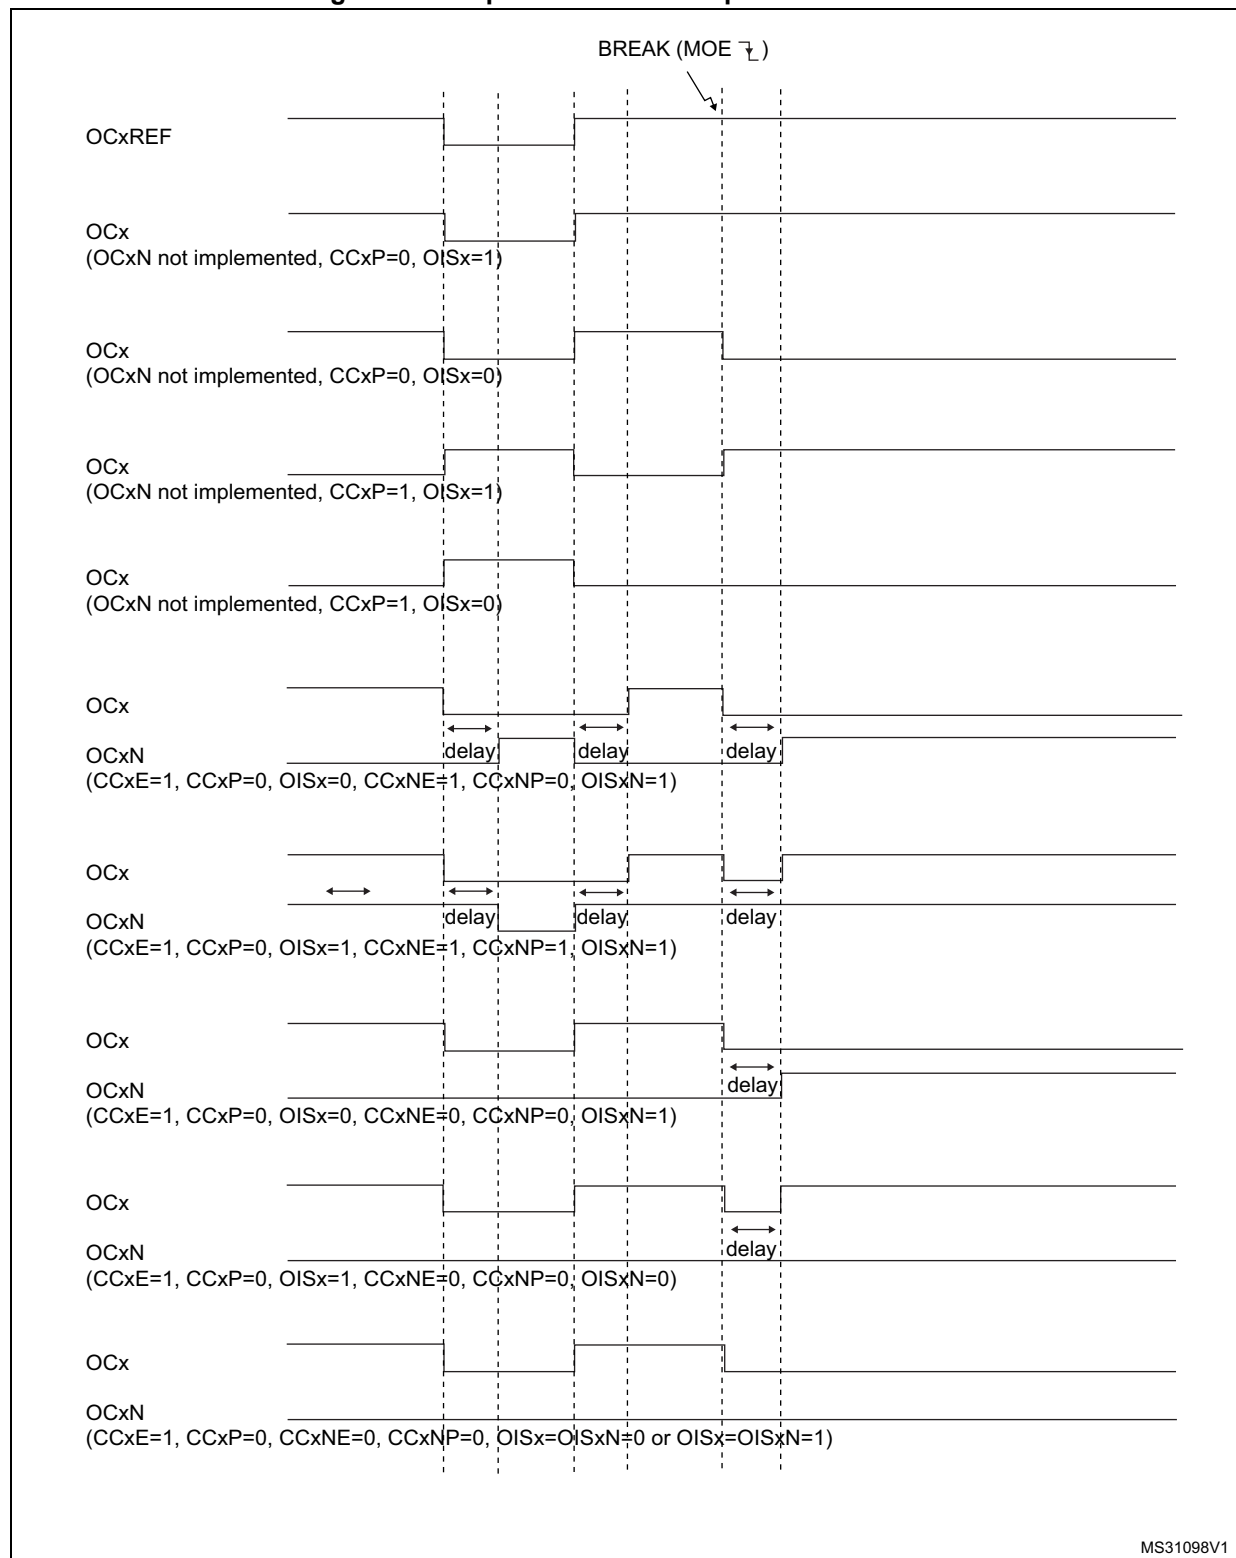 BREAK (MOE )
OCxREF
OCx
(OCxN not implemented, CCxP=0, OISx=1)
OCx
(OCxN not implemented, CCxP=0, OISx=0)
OCx
(OCxN not implemented, CCxP=1, OISx=1)
OCx
(OCxN not implemented, CCxP=1, OISx=0)
OCx
OCxN delay delay delay
(CCxE=1, CCxP=0, OISx=0, CCxNE=1, CCxNP=0, OISxN=1)
OCx
OCxN delay delay delay
(CCxE=1, CCxP=0, OISx=1, CCxNE=1, CCxNP=1, OISxN=1)
OCx
OCxN delay
(CCxE=1, CCxP=0, OISx=0, CCxNE=0, CCxNP=0, OISxN=1)
OCx
OCxN delay
(CCxE=1, CCxP=0, OISx=1, CCxNE=0, CCxNP=0, OISxN=0)
OCx
OCxN
(CCxE=1, CCxP=0, CCxNE=0, CCxNP=0, OISx=OISxN=0 or OISx=OISxN=1)
MS31098V1